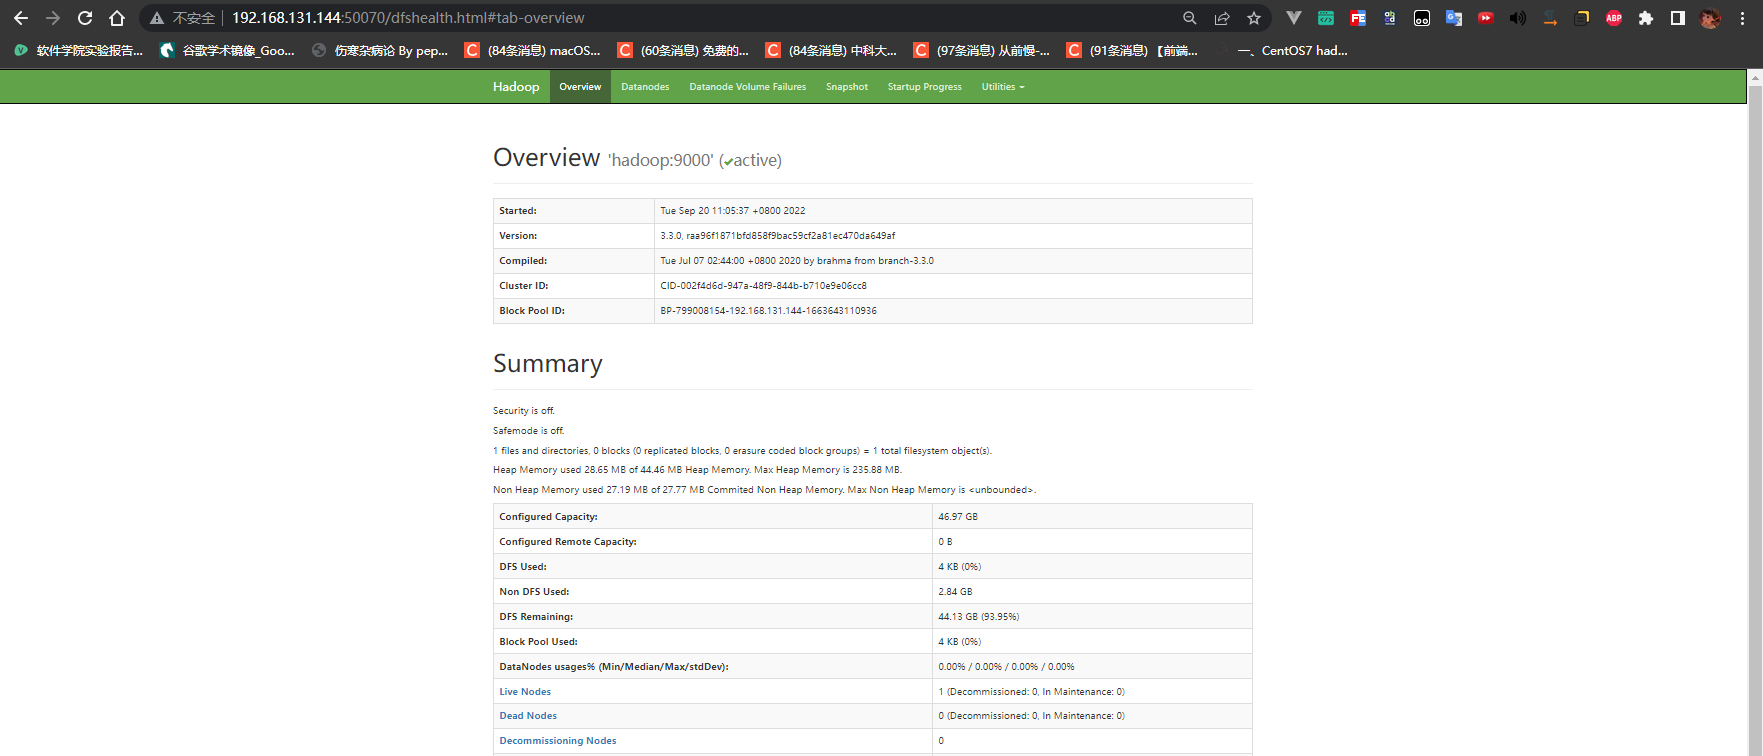 不安全 192.168.131.144:50070/dfshealth.html#tab-overview
软件学院实验报告... 谷歌学术镜像_Goo... 伤寒杂病论 By pep... (84条消息) macOS... (60条消息) 免费的... (84条消息) 中科大... (97条消息) 从前慢-... (91条消息) 【前端... 一、CentOS7 had...
Hadoop Overview Datanodes Datanode Volume Failures Snapshot Startup Progress Utilities
Overview 'hadoop:9000' (✔active)
Started: Tue Sep 20 11:05:37 +0800 2022
Version: 3.3.0, raa96f1871bfd858f9bac59cf2a81ec470da649af
Compiled: Tue Jul 07 02:44:00 +0800 2020 by brahma from branch-3.3.0
Cluster ID: CID-002f4d6d-947a-48f9-844b-b710e9e06cc8
Block Pool ID: BP-799008154-192.168.131.144-1663643110936
Summary
Security is off.
Safemode is off.
1 files and directories, 0 blocks (0 replicated blocks, 0 erasure coded block groups) = 1 total filesystem object(s).
Heap Memory used 28.65 MB of 44.46 MB Heap Memory. Max Heap Memory is 235.88 MB.
Non Heap Memory used 27.19 MB of 27.77 MB Commited Non Heap Memory. Max Non Heap Memory is <unbounded>.
Configured Capacity: 46.97 GB
Configured Remote Capacity: 0 B
DFS Used: 4 KB (0%)
Non DFS Used: 2.84 GB
DFS Remaining: 44.13 GB (93.95%)
Block Pool Used: 4 KB (0%)
DataNodes usages% (Min/Median/Max/stdDev): 0.00% / 0.00% / 0.00% / 0.00%
Live Nodes 1 (Decommissioned: 0, In Maintenance: 0)
Dead Nodes 0 (Decommissioned: 0, In Maintenance: 0)
Decommissioning Nodes 0